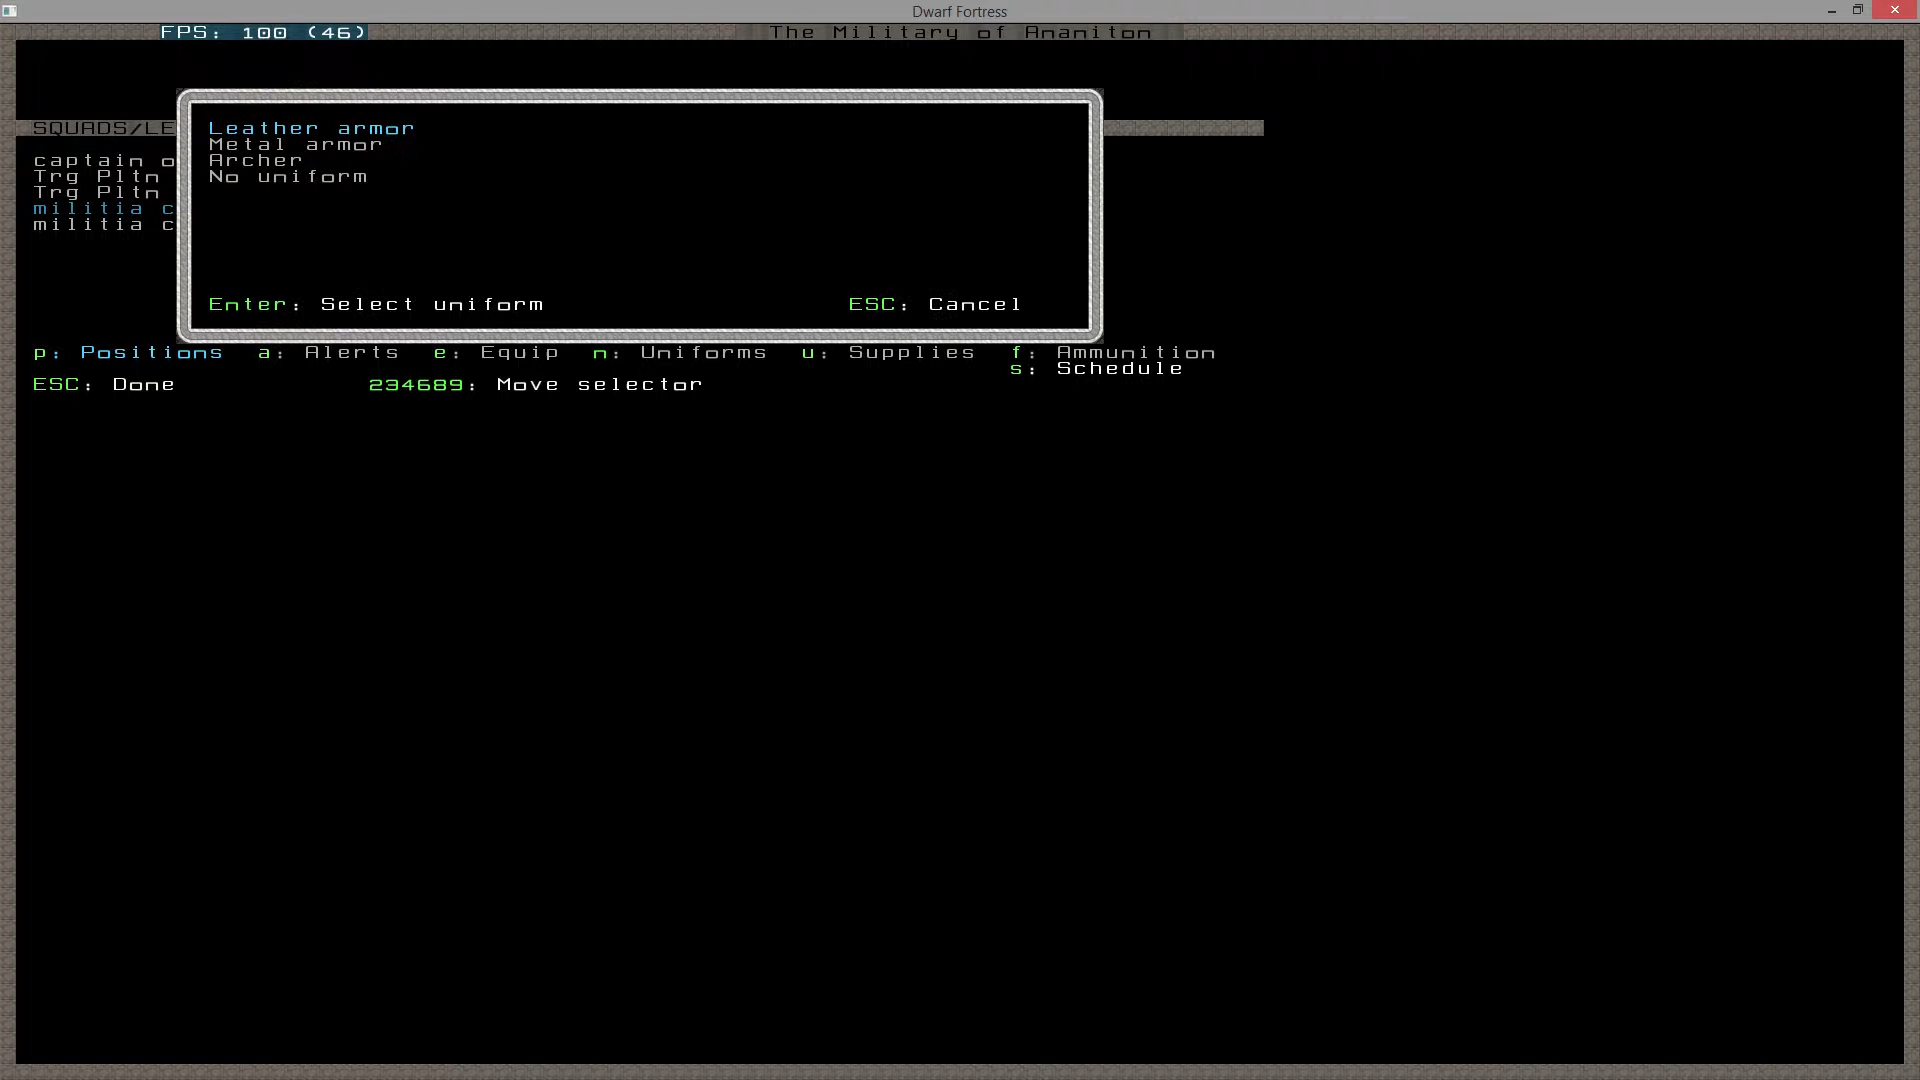 Dwarf Fortress
FPS: 100 (46)
The Military of Ananiton
SQUADS/LE
Leather armor
Metal armor
captain o
Archer
Trg Pltn
No uniform
Trg Pltn
militia c
militia c
Enter: Select uniform ESC: Cancel
p: Positions a: Alerts e: Equip n: Uniforms u: Supplies f: Ammunition
s: Schedule
ESC: Done 234689: Move selector